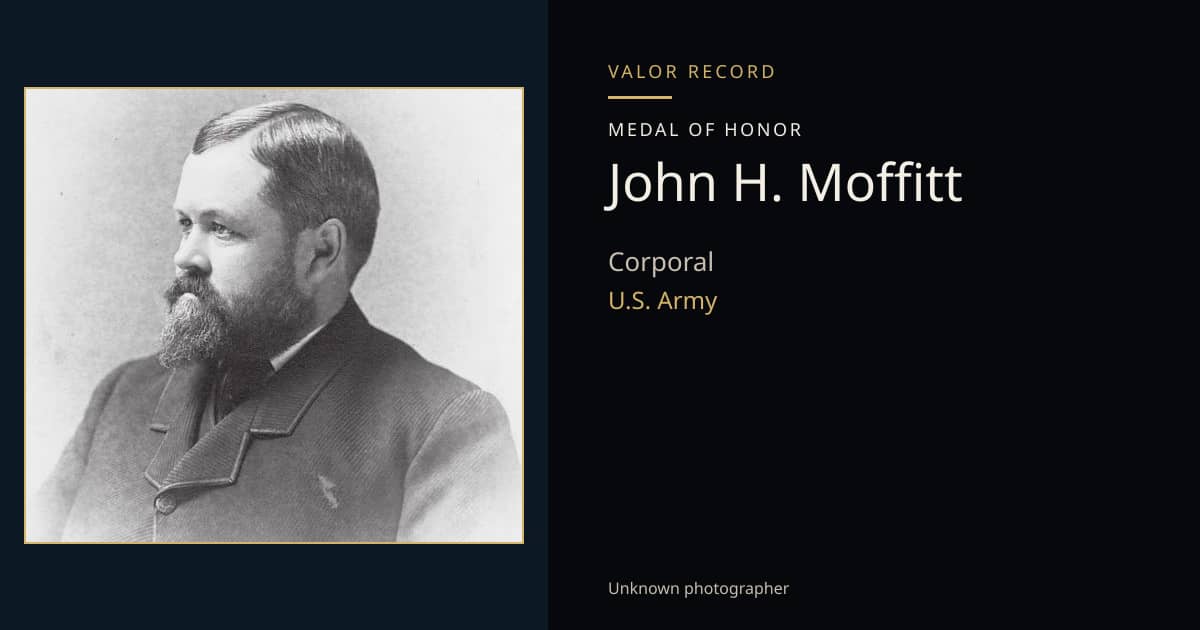 VALOR RECORD
MEDAL OF HONOR
John H. Moffitt
Corporal
U.S. Army
Unknown photographer